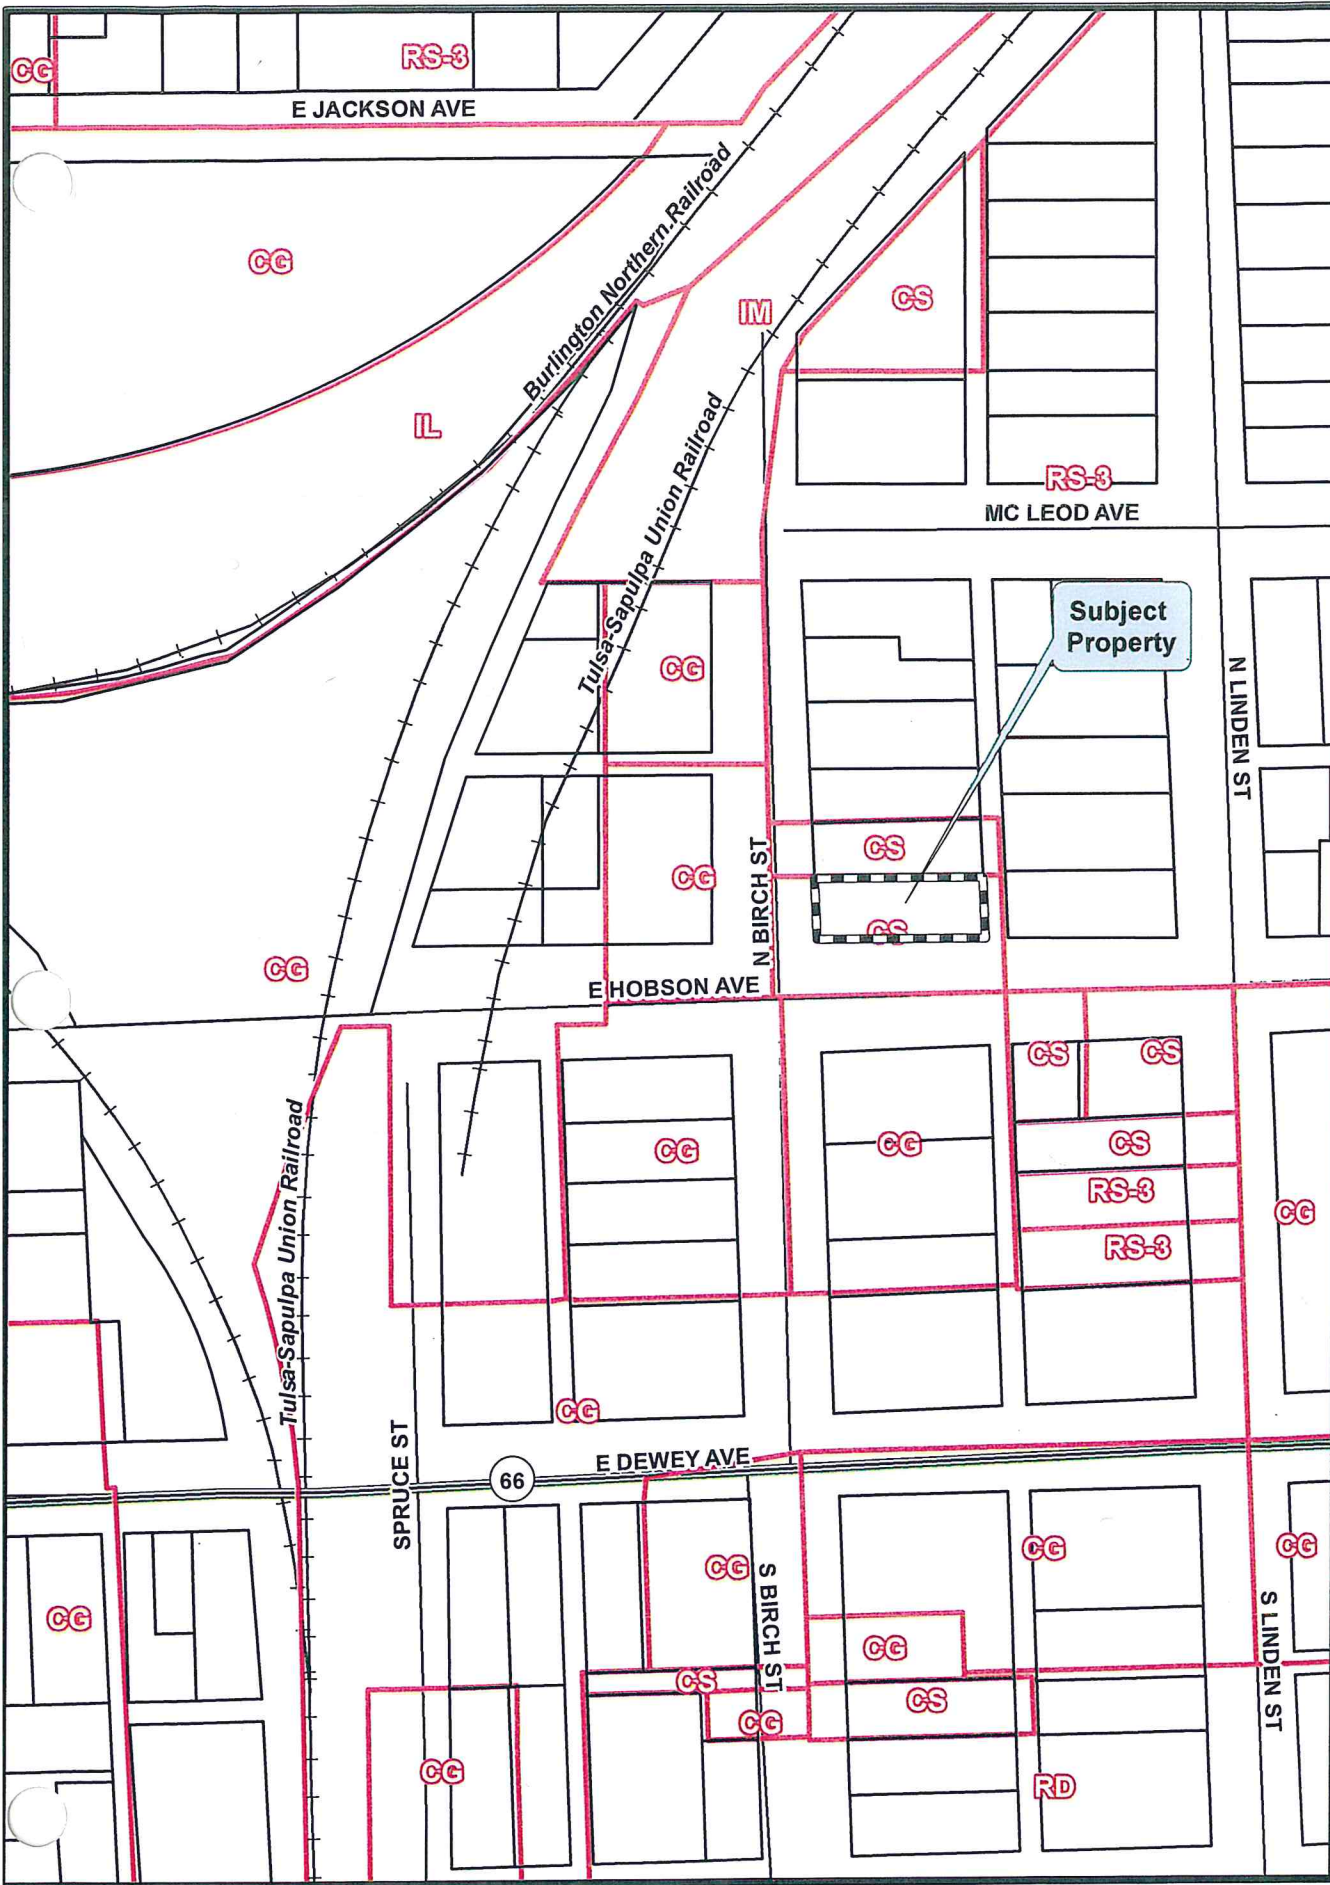 CG
RS-3
E JACKSON AVE
Burlington Northern Railroad
CG
IM
CS
IL
Tulsa-Sapulpa Union Railroad
RS-3
MC LEOD AVE
Subject
Property
CG
N LINDEN ST
CS
CG
N BIRCH ST
CS
CG
E HOBSON AVE
CS
CS
CG
CG
CS
RS-3
CG
RS-3
Tulsa-Sapulpa Union Railroad
CG
SPRUCE ST
E DEWEY AVE
66
CG
CG
CG
S BIRCH ST
CG
S LINDEN ST
CG
CS
CS
CG
CG
RD